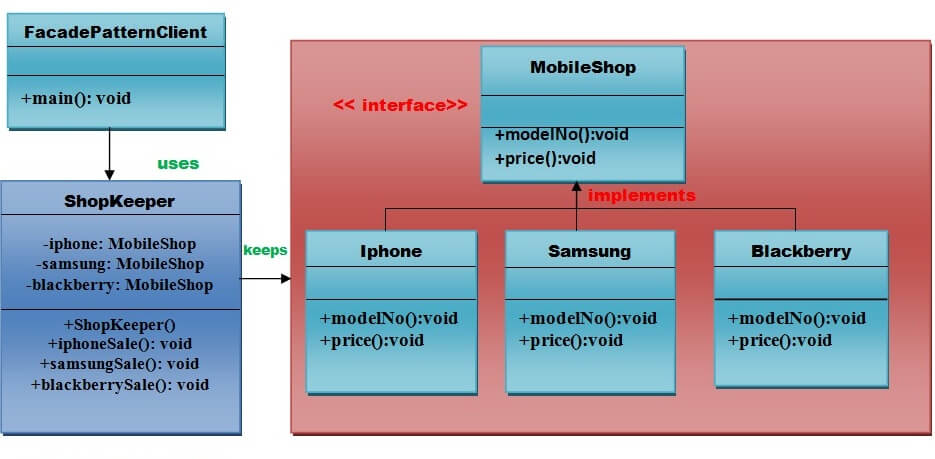 FacadePatternClient
+main(): void
uses
ShopKeeper
-iphone: MobileShop
-samsung: MobileShop
-blackberry: MobileShop
+ShopKeeper()
+iphoneSale(): void
+samsungSale(): void
+blackberrySale(): void
keeps
MobileShop
<< interface>>
+modelNo():void
+price():void
implements
Iphone
+modelNo():void
+price():void
Samsung
+modelNo():void
+price():void
Blackberry
+modelNo():void
+price():void